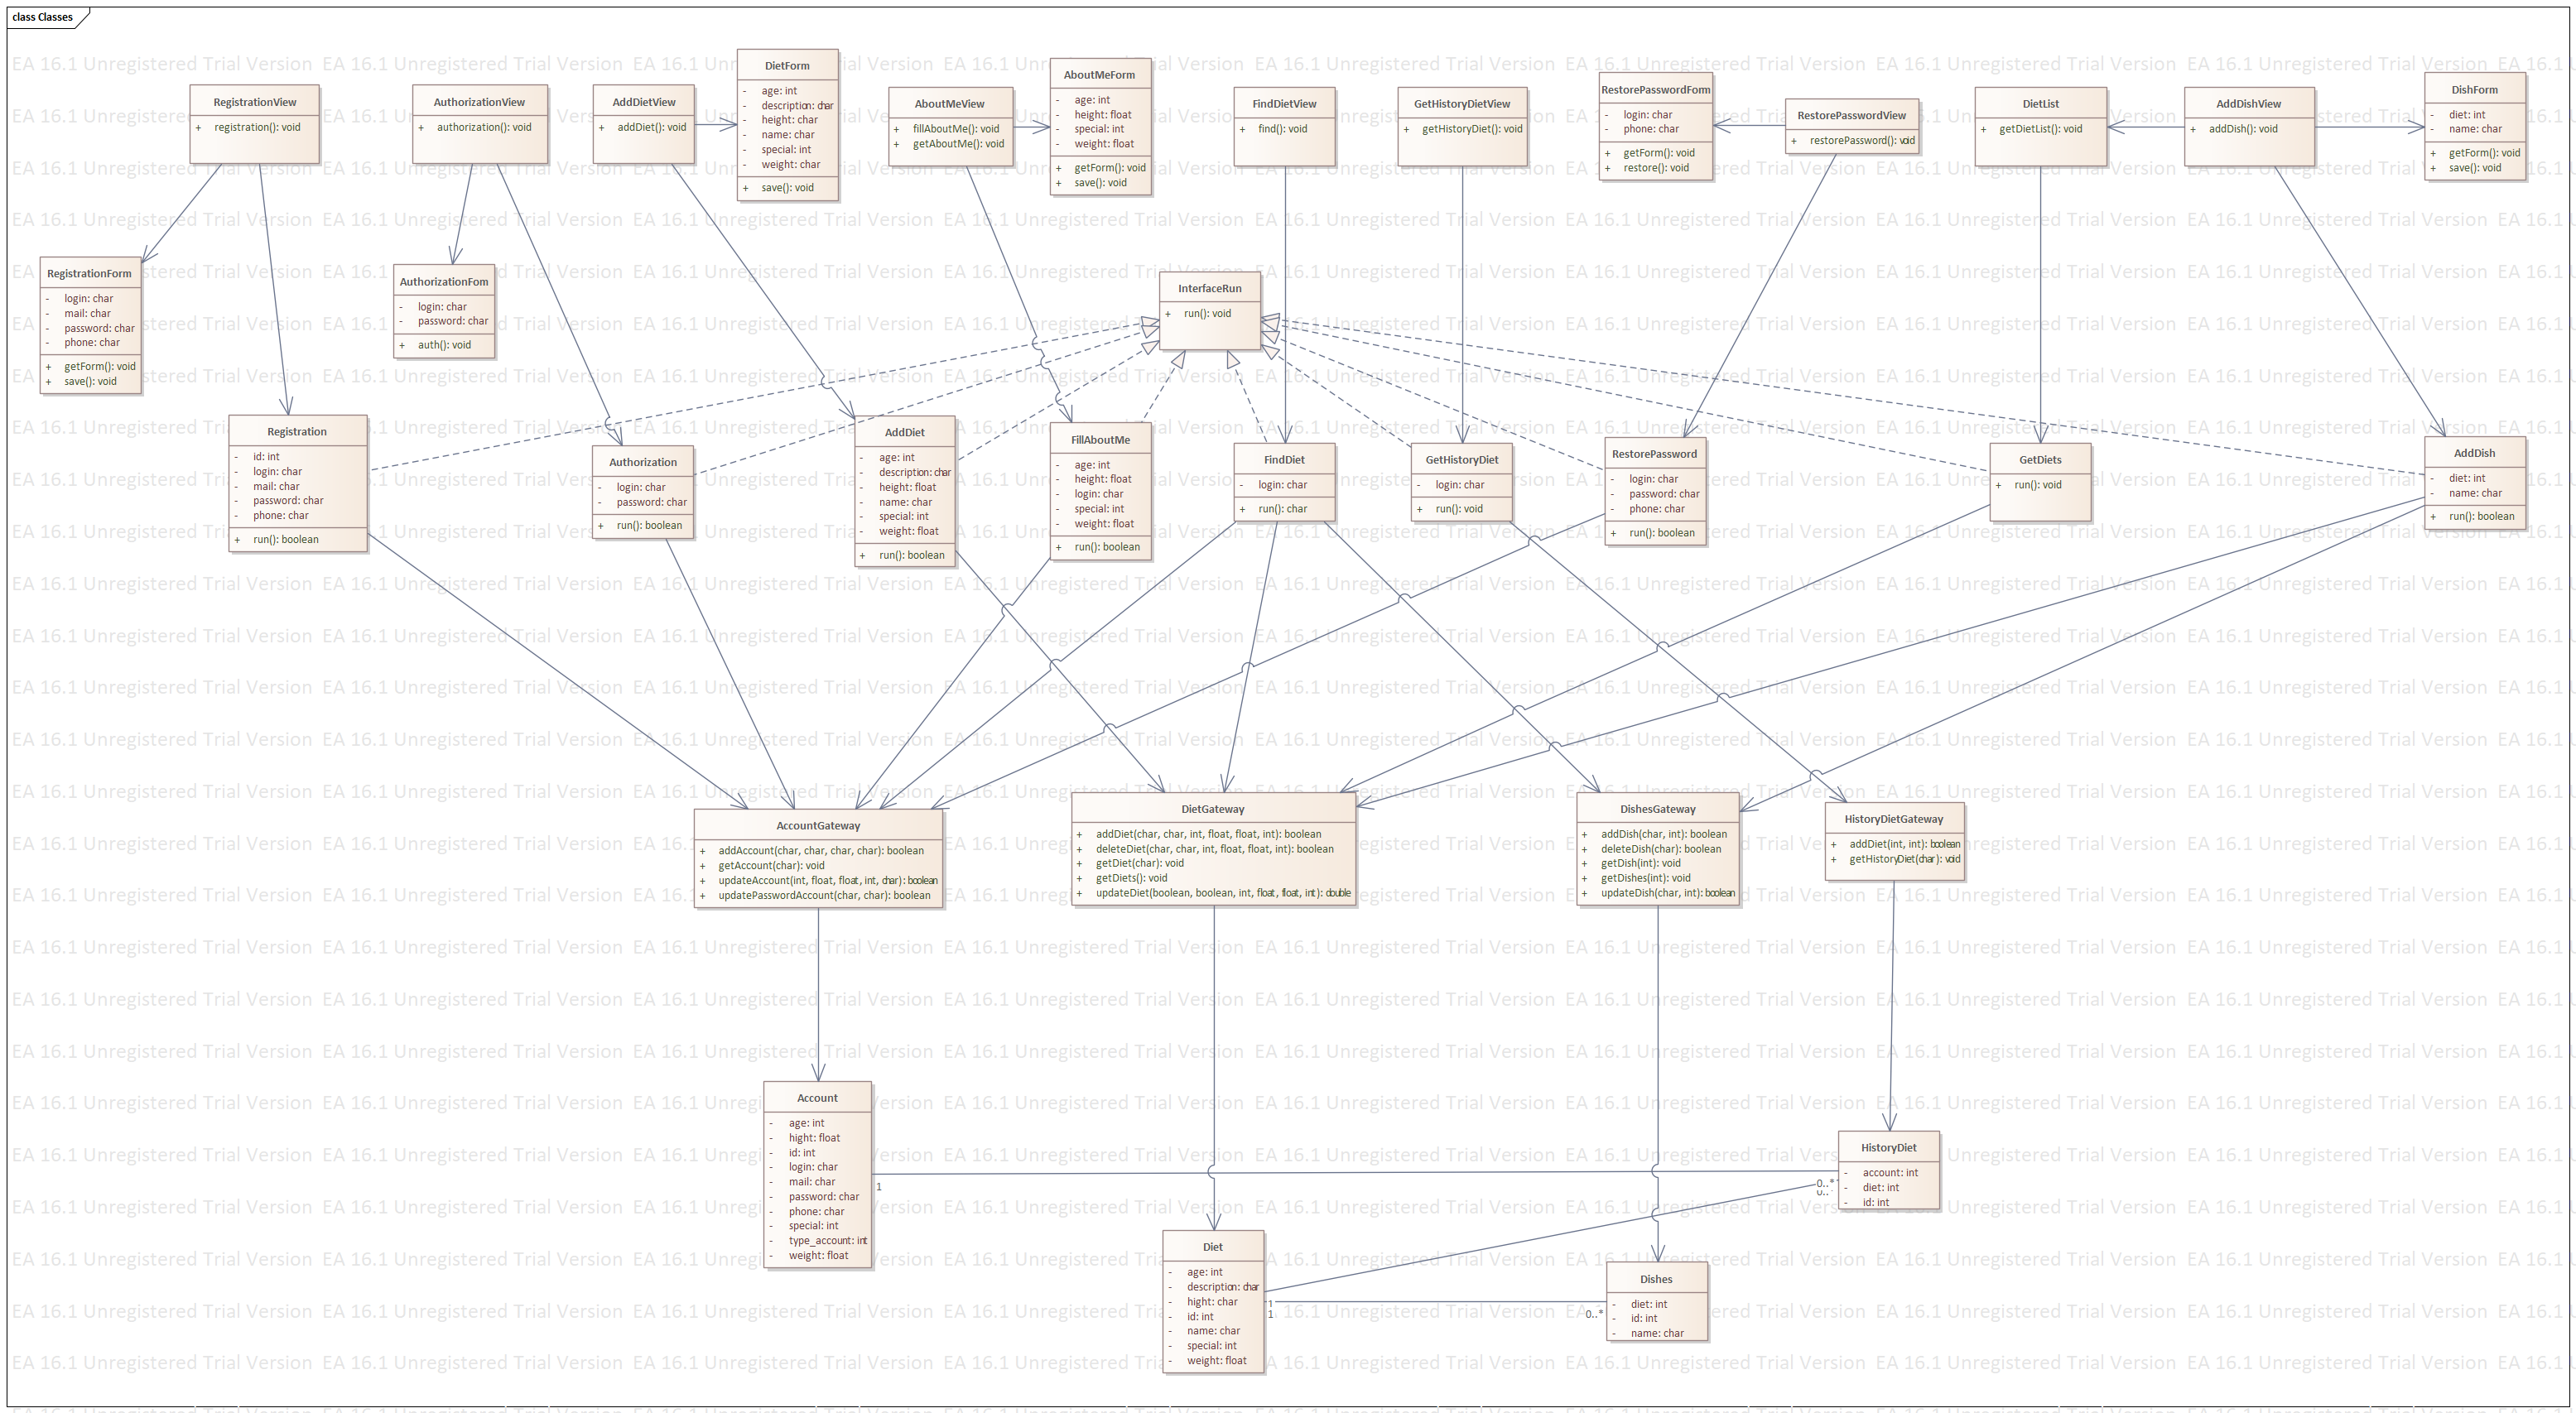 class Classes
RegistrationView
+ registration(): void
AuthorizationView
+ authorization(): void
AddDietView
+ addDiet(): void
DietForm
- age: int
- description: char
- height: char
- name: char
- special: int
- weight: char
+ save(): void
AboutMeView
+ fillAboutMe(): void
+ getAboutMe(): void
AboutMeForm
- age: int
- height: float
- special: int
- weight: float
+ getForm(): void
+ save(): void
FindDietView
+ find(): void
GetHistoryDietView
+ getHistoryDiet(): void
RestorePasswordForm
- login: char
- phone: char
+ getForm(): void
+ restore(): void
RestorePasswordView
+ restorePassword(): void
DietList
+ getDietList(): void
AddDishView
+ addDish(): void
DishForm
- diet: int
- name: char
+ getForm(): void
+ save(): void
RegistrationForm
- login: char
- mail: char
- password: char
- phone: char
+ getForm(): void
+ save(): void
AuthorizationFom
- login: char
- password: char
+ auth(): void
InterfaceRun
+ run(): void
Registration
- id: int
- login: char
- mail: char
- password: char
- phone: char
+ run(): boolean
Authorization
- login: char
- password: char
+ run(): boolean
AddDiet
- age: int
- description: char
- height: float
- name: char
- special: int
- weight: float
+ run(): boolean
FillAboutMe
- age: int
- height: float
- login: char
- special: int
- weight: float
+ run(): boolean
FindDiet
- login: char
+ run(): char
GetHistoryDiet
- login: char
+ run(): void
RestorePassword
- login: char
- password: char
- phone: char
+ run(): boolean
GetDiets
+ run(): void
AddDish
- diet: int
- name: char
+ run(): boolean
AccountGateway
+ addAccount(char, char, char, char): boolean
+ getAccount(char): void
+ updateAccount(int, float, float, int, char): boolean
+ updatePasswordAccount(char, char): boolean
DietGateway
+ addDiet(char, char, int, float, float, int): boolean
+ deleteDiet(char, char, int, float, float, int): boolean
+ getDiet(char): void
+ getDiets(): void
+ updateDiet(boolean, boolean, int, float, float, int): double
DishesGateway
+ addDish(char, int): boolean
+ deleteDish(char): boolean
+ getDish(int): void
+ getDishes(int): void
+ updateDish(char, int): boolean
HistoryDietGateway
+ addDiet(int, int): boolean
+ getHistoryDiet(char): void
Account
- age: int
- hight: float
- id: int
- login: char
- mail: char
- password: char
- phone: char
- special: int
- type_account: int
- weight: float
1
HistoryDiet
- account: int
- diet: int
- id: int
0..*
0..*
Diet
- age: int
- description: char
- hight: char
- id: int
- name: char
- special: int
- weight: float
1
1
0..*
Dishes
- diet: int
- id: int
- name: char
EA 16.1 Unregistered Trial Version